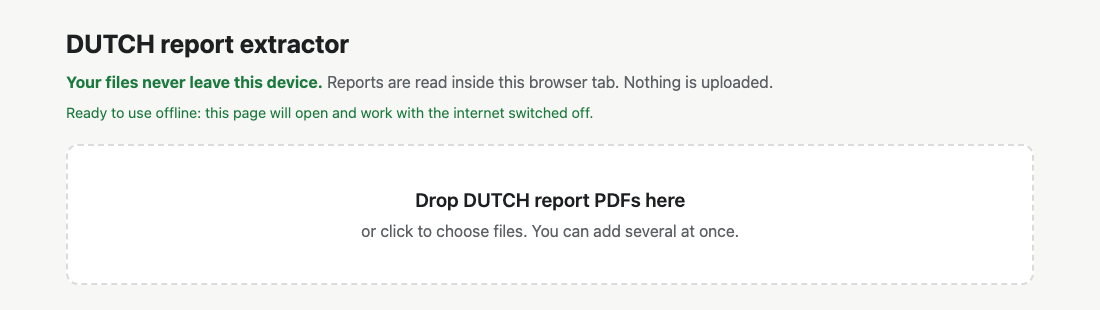 DUTCH report extractor
Your files never leave this device. Reports are read inside this browser tab. Nothing is uploaded.
Ready to use offline: this page will open and work with the internet switched off.
Drop DUTCH report PDFs here
or click to choose files. You can add several at once.